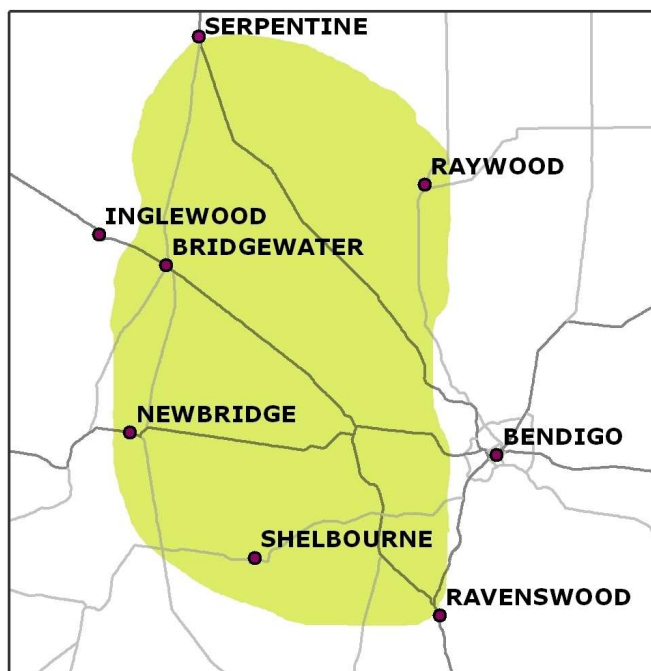 SERPENTINE
RAYWOOD
INGLEWOOD
BRIDGEWATER
NEWBRIDGE
BENDIGO
SHELBOURNE
RAVENSWOOD